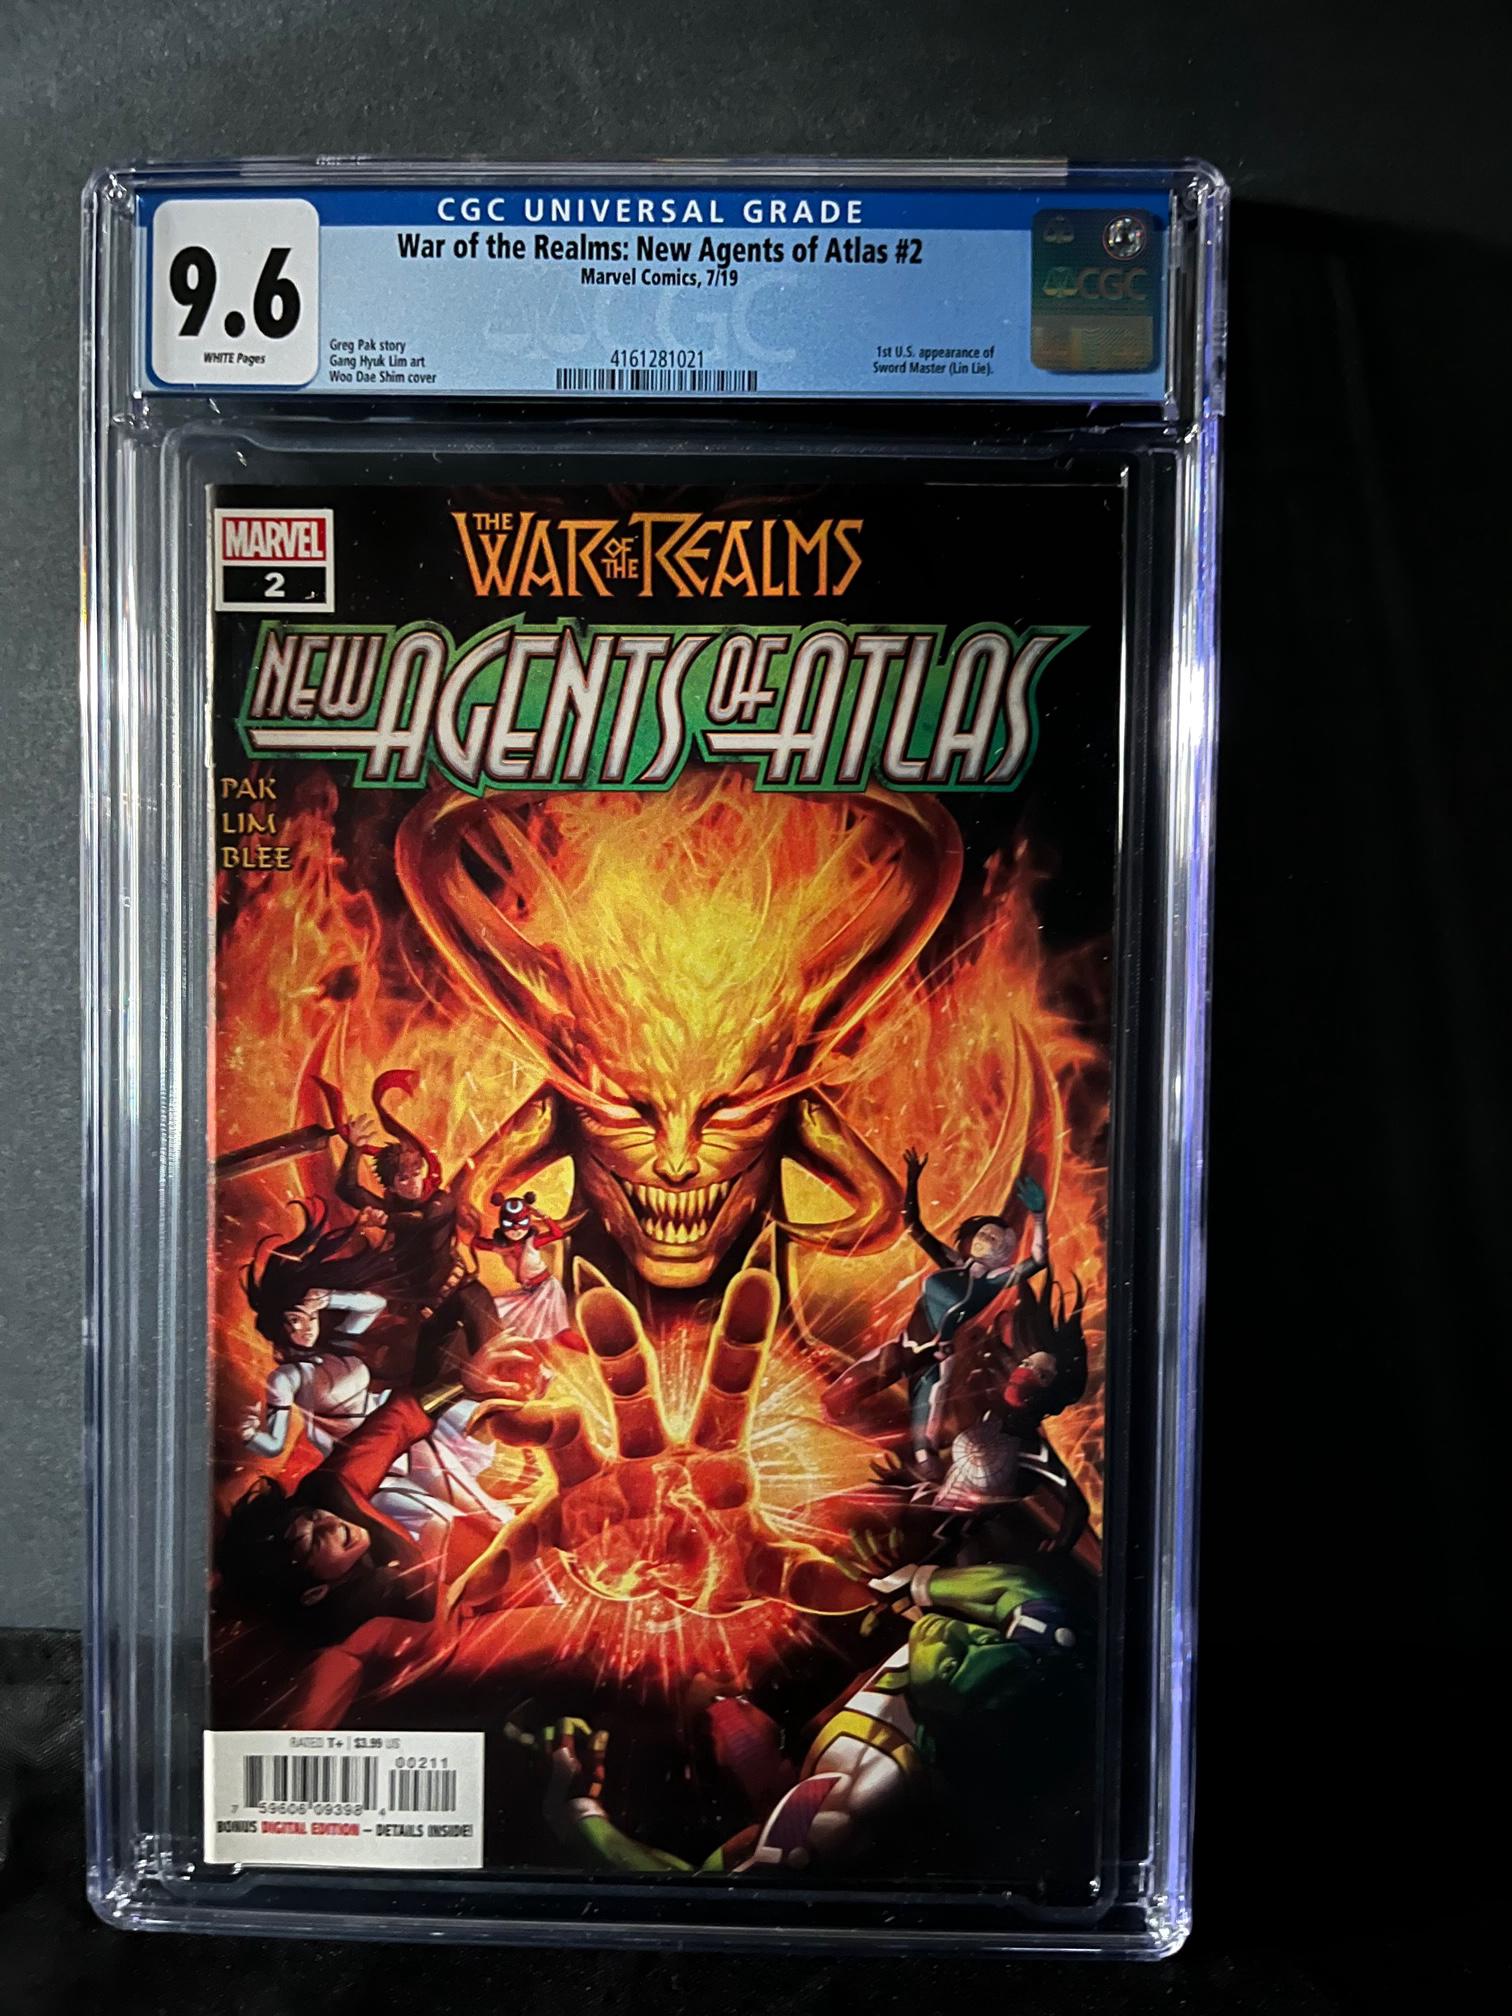 CGC UNIVERSAL GRADE
9.6
WHITE Pages
War of the Realms: New Agents of Atlas #2
Marvel Comics, 7/19
Greg Pak story
Gang Hyuk Lim art
Woo Dae Shim cover
4161281021
1st U.S. appearance of
Sword Master (Lin Lie).
CGC
CGC
MARVEL
2
THE WAR OF THE REALMS
NEW AGENTS OF ATLAS
PAK
LIM
BLEE
RATED T+ | $3.99 US
00211
7 59606 09398 4
BONUS DIGITAL EDITION – DETAILS INSIDE!
CGC